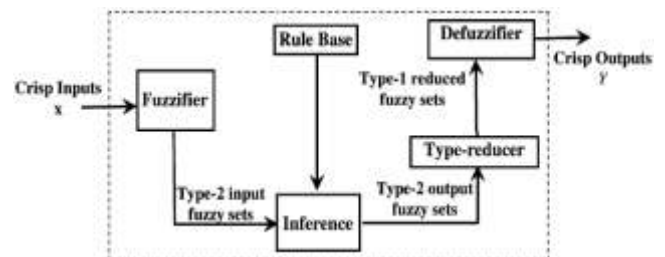 Crisp Inputs
x
Fuzzifier
Rule Base
Defuzzifier
Crisp Outputs
Y
Type-1 reduced
fuzzy sets
Type-reducer
Type-2 input
fuzzy sets
Inference
Type-2 output
fuzzy sets